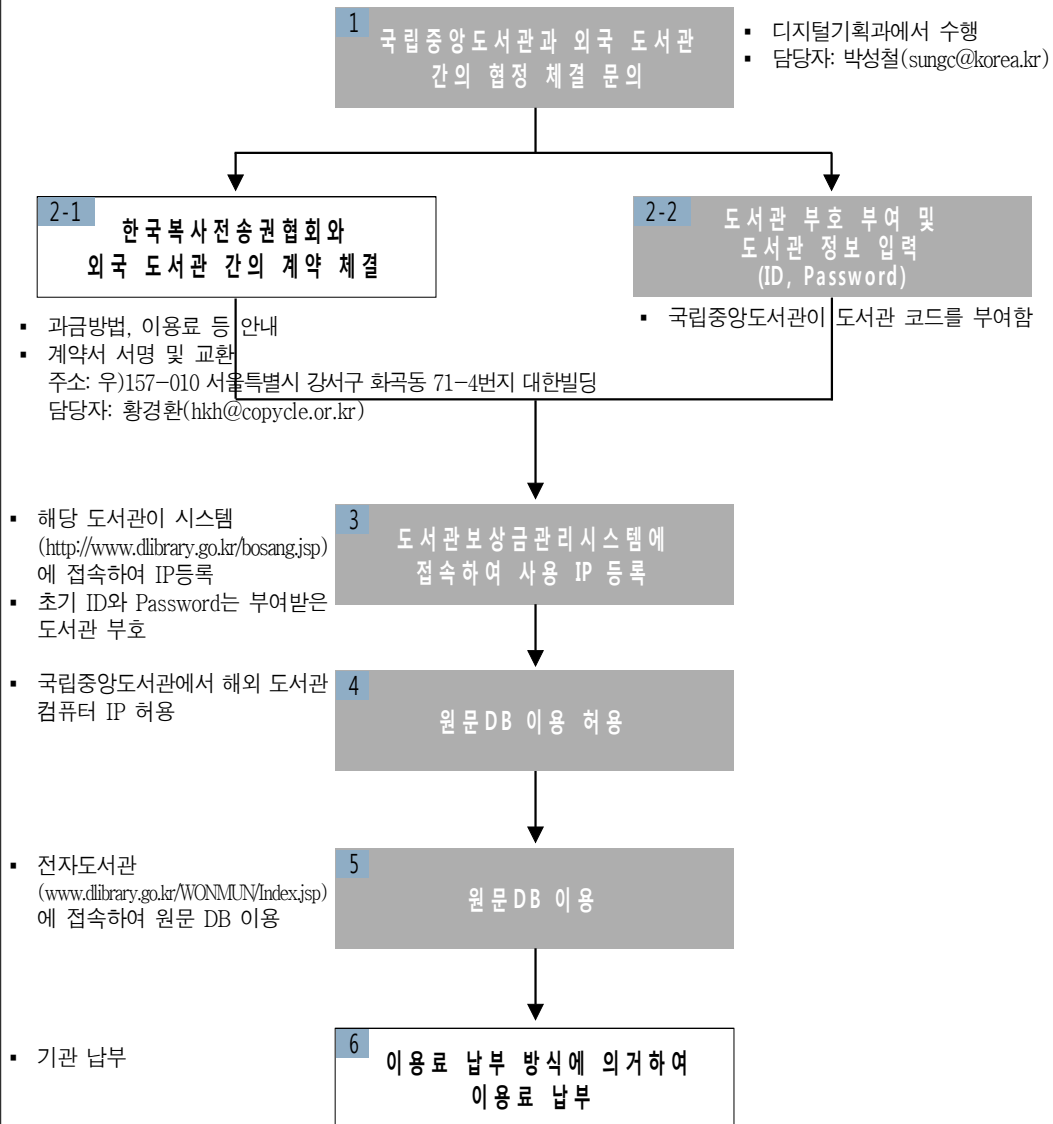 1
국립중앙도서관과 외국 도서관
간의 협정 체결 문의
▪ 디지털기획과에서 수행
▪ 담당자: 박성철(sungc@korea.kr)
2-1
한국복사전송권협회와
외국 도서관 간의 계약 체결
▪ 과금방법, 이용료 등 안내
▪ 계약서 서명 및 교환
주소: 우)157-010 서울특별시 강서구 화곡동 71-4번지 대한빌딩
담당자: 황경환(hkh@copycle.or.kr)
2-2
도서관 부호 부여 및
도서관 정보 입력
(ID, Password)
▪ 국립중앙도서관이 도서관 코드를 부여함
▪ 해당 도서관이 시스템
(http://www.dlibrary.go.kr/bosang.jsp)
에 접속하여 IP등록
▪ 초기 ID와 Password는 부여받은
도서관 부호
3
도서관보상금관리시스템에
접속하여 사용 IP 등록
▪ 국립중앙도서관에서 해외 도서관
컴퓨터 IP 허용
4
원문DB 이용 허용
▪ 전자도서관
(www.dlibrary.go.kr/WONMUN/Index.jsp)
에 접속하여 원문 DB 이용
5
원문DB 이용
▪ 기관 납부
6
이용료 납부 방식에 의거하여
이용료 납부